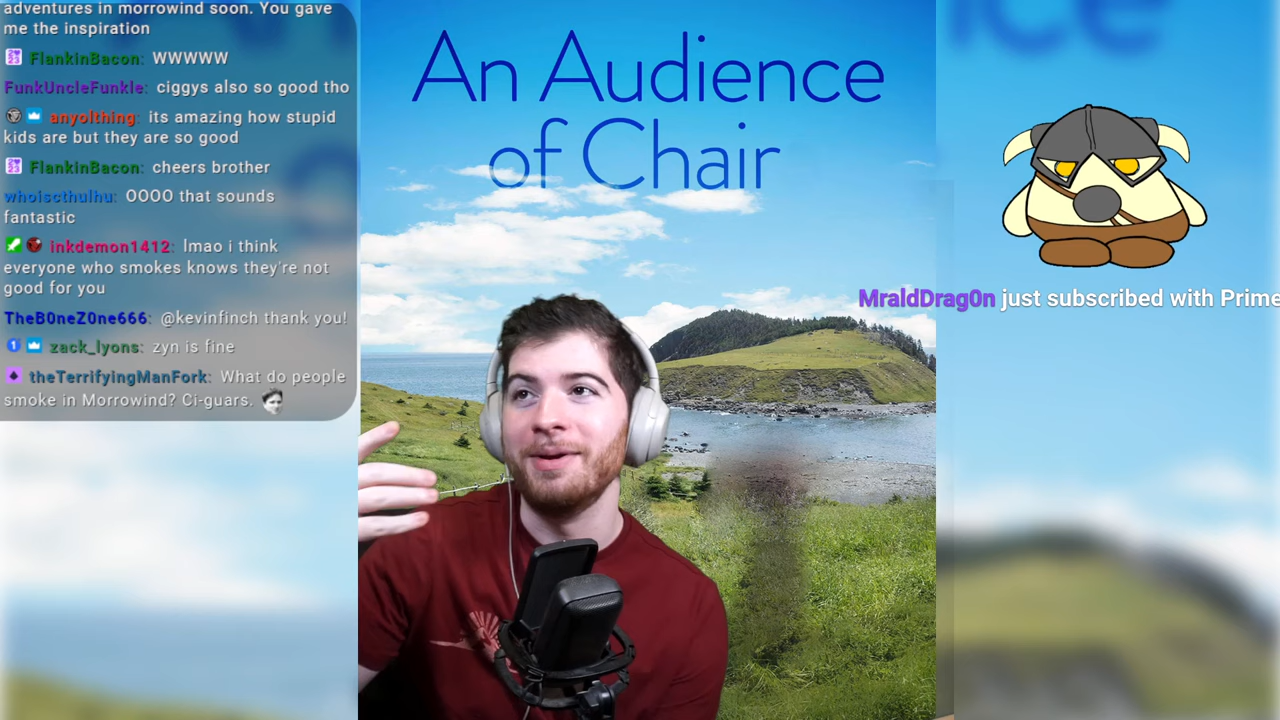 adventures in morrowind soon. You gave
me the inspiration
FlankinBacon: WWWWW
FunkUncleFunkle: ciggys also so good tho
anyolthing: its amazing how stupid
kids are but they are so good
FlankinBacon: cheers brother
whoiscthulhu: OOOO that sounds
fantastic
inkdemon1412: lmao i think
everyone who smokes knows they're not
good for you
TheB0neZ0ne666: @kevinfinch thank you!
zack_lyons: zyn is fine
theTerrifyingManFork: What do people
smoke in Morrowind? Ci-guars.
An Audience
of Chair
MraldDrag0n just subscribed with Prime